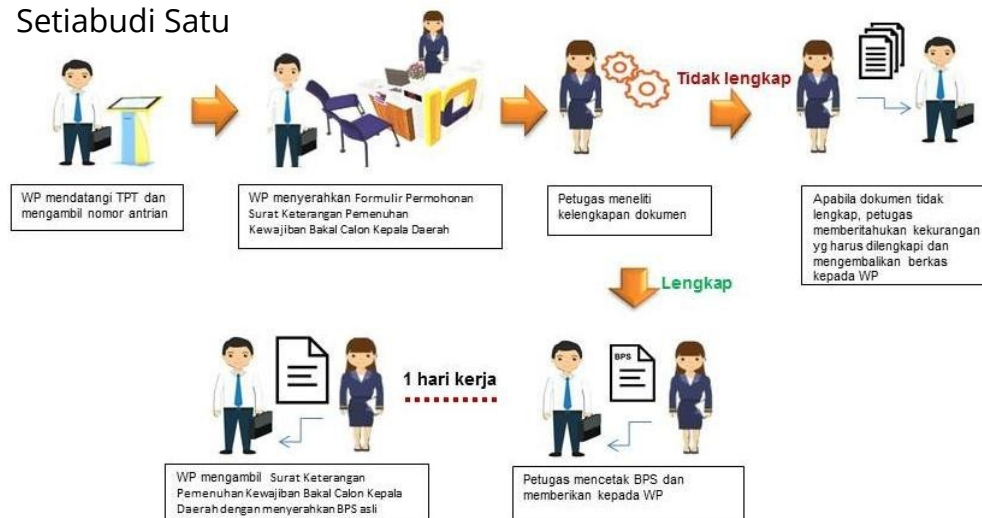 Setiabudi Satu
Tidak lengkap
WP mendatangi TPT dan
mengambil nomor antrian
WP menyerahkan Formulir Permohonan
Surat Keterangan Pemenuhan
Kewajiban Bakal Calon Kepala Daerah
Petugas meneliti
kelengkapan dokumen
Apabila dokumen tidak
lengkap, petugas
memberitahukan kekurangan
yg harus dilengkapi dan
mengembalikan berkas
kepada WP
Lengkap
BPS
1 hari kerja
WP mengambil Surat Keterangan
Pemenuhan Kewajiban Bakal Calon Kepala
Daerah dengan menyerahkan BPS asli
Petugas mencetak BPS dan
memberikan kepada WP